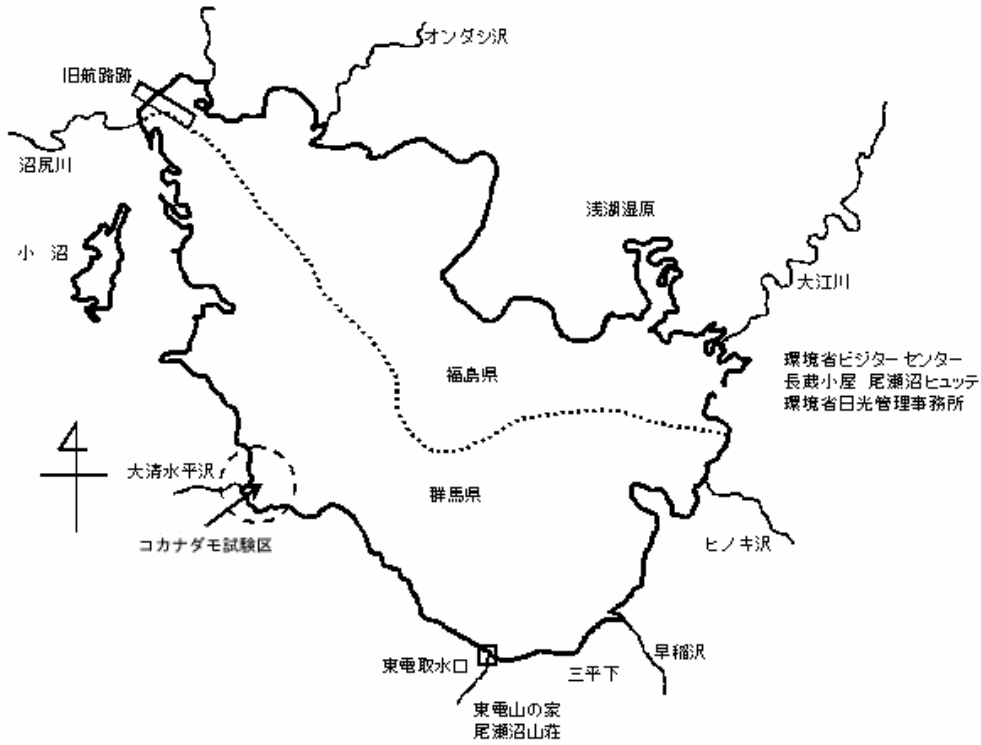 オンダシ沢
旧航路跡
沼尻川
浅湖湿原
小 沼
大江川
環境省ビジターセンター
長蔵小屋 尾瀬沼ヒュッテ
環境省日光管理事務所
福島県
大清水平沢
群馬県
コカナダモ試験区
ヒノキ沢
早稲沢
東電取水口
三平下
東電山の家
尾瀬沼山荘